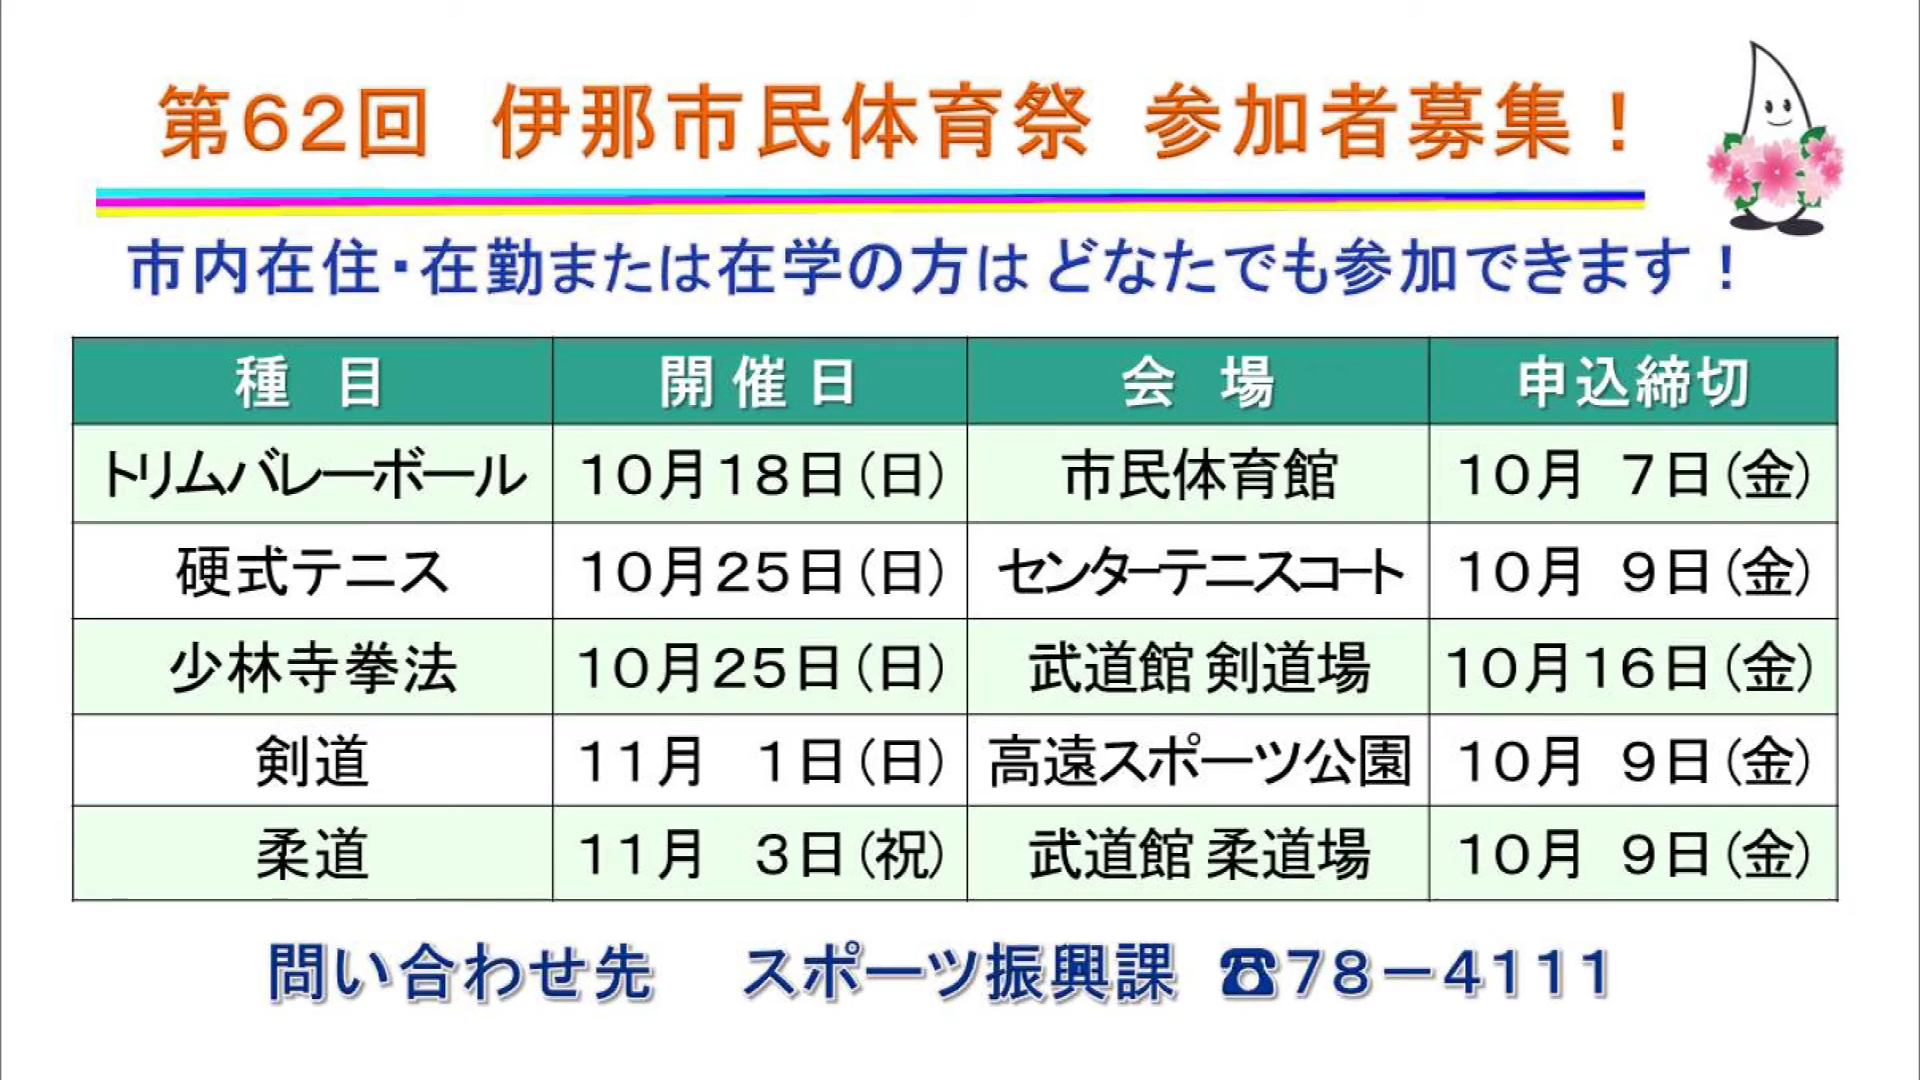 第62回　伊那市民体育祭 参加者募集！
市内在住・在勤または在学の方は どなたでも参加できます！
種　目　開催日　会　場　申込締切
トリムバレーボール　10月18日(日)　市民体育館　10月　7日(金)
硬式テニス　10月25日(日)　センターテニスコート　10月　9日(金)
少林寺拳法　10月25日(日)　武道館 剣道場　10月16日(金)
剣道　11月　1日(日)　高遠スポーツ公園　10月　9日(金)
柔道　11月　3日(祝)　武道館 柔道場　10月　9日(金)
問い合わせ先　スポーツ振興課　☎78－4111